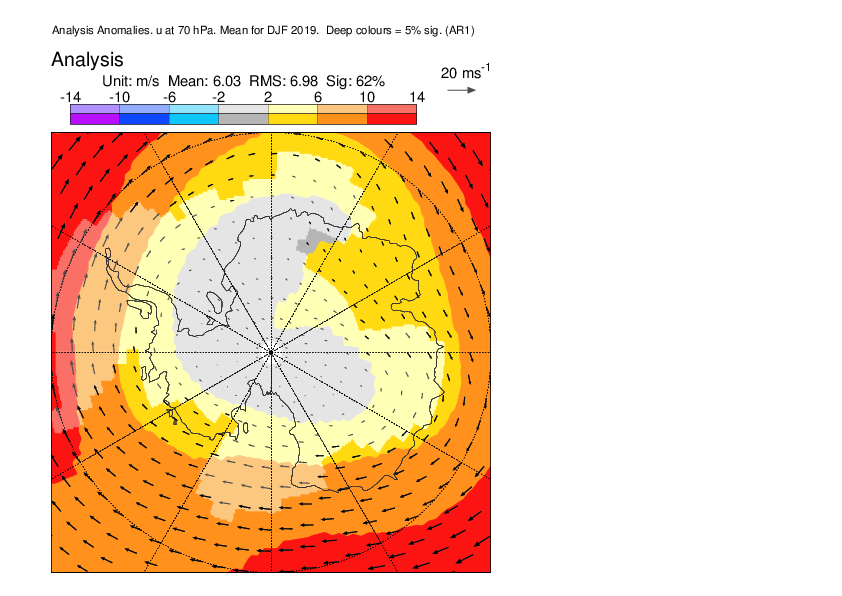 Analysis Anomalies. u at 70 hPa. Mean for DJF 2019. Deep colours = 5% sig. (AR1)
Analysis
Unit: m/s Mean: 6.03 RMS: 6.98 Sig: 62%
20 ms-1
-14 -10 -6 -2 2 6 10 14